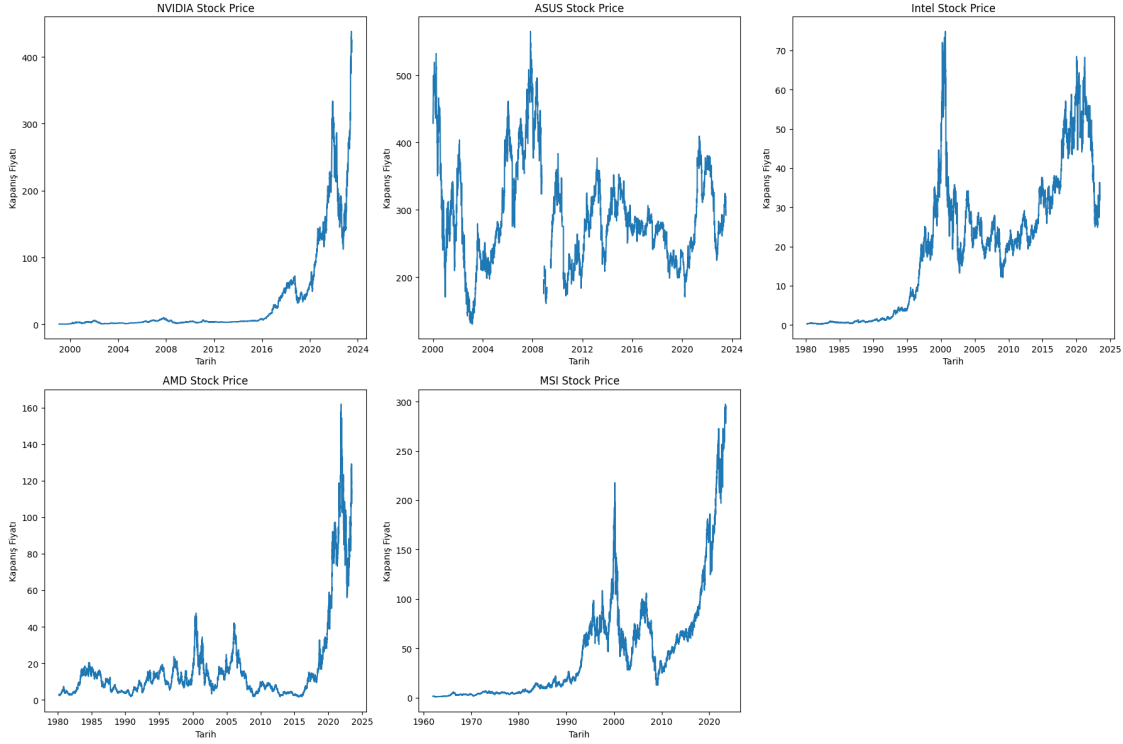 NVIDIA Stock Price
Kapanış Fiyatı
400
300
200
100
0
2000 2004 2008 2012 2016 2020 2024
Tarih
ASUS Stock Price
Kapanış Fiyatı
500
400
300
200
2000 2004 2008 2012 2016 2020 2024
Tarih
Intel Stock Price
Kapanış Fiyatı
70
60
50
40
30
20
10
0
1980 1985 1990 1995 2000 2005 2010 2015 2020 2025
Tarih
AMD Stock Price
Kapanış Fiyatı
160
140
120
100
80
60
40
20
0
1980 1985 1990 1995 2000 2005 2010 2015 2020 2025
Tarih
MSI Stock Price
Kapanış Fiyatı
300
250
200
150
100
50
0
1960 1970 1980 1990 2000 2010 2020
Tarih